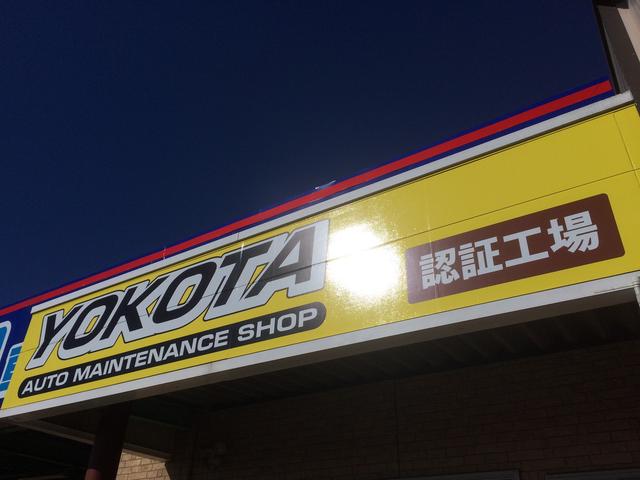 YOKOTA
AUTO MAINTENANCE SHOP
認証工場